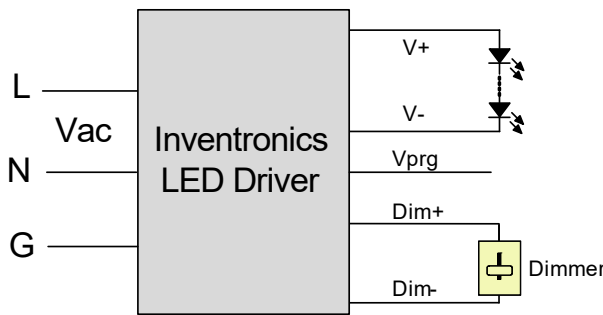 L
Vac
N
G
Inventronics
LED Driver
V+
V-
Vprg
Dim+
Dim-
Dimmer